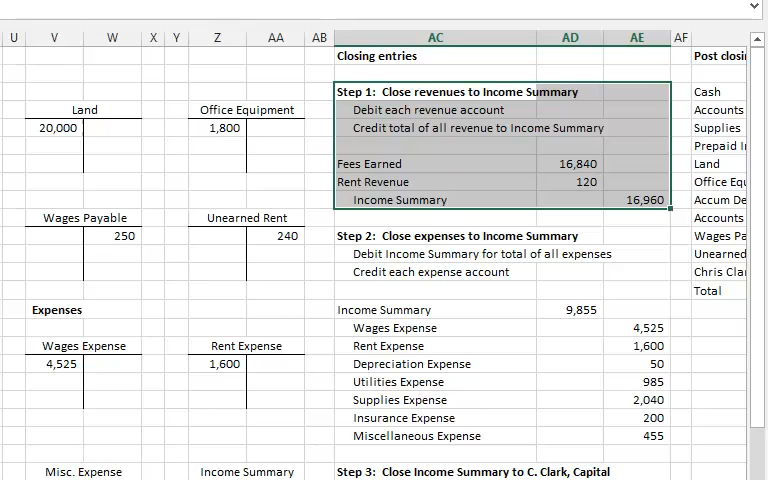 U V W X Y Z AA AB AC AD AE AF
Closing entries Post closi
Step 1: Close revenues to Income Summary Cash
Land Office Equipment Debit each revenue account Accounts
20,000 1,800 Credit total of all revenue to Income Summary Supplies
Prepaid I
Fees Earned 16,840 Land
Rent Revenue 120 Office Equ
Income Summary 16,960 Accum De
Wages Payable Unearned Rent Accounts
250 240 Step 2: Close expenses to Income Summary Wages Pa
Debit Income Summary for total of all expenses Unearned
Credit each expense account Chris Cla
Total
Expenses Income Summary 9,855
Wages Expense 4,525
Wages Expense Rent Expense Rent Expense 1,600
4,525 1,600 Depreciation Expense 50
Utilities Expense 985
Supplies Expense 2,040
Insurance Expense 200
Miscellaneous Expense 455
Misc. Expense Income Summary Step 3: Close Income Summary to C. Clark, Capital